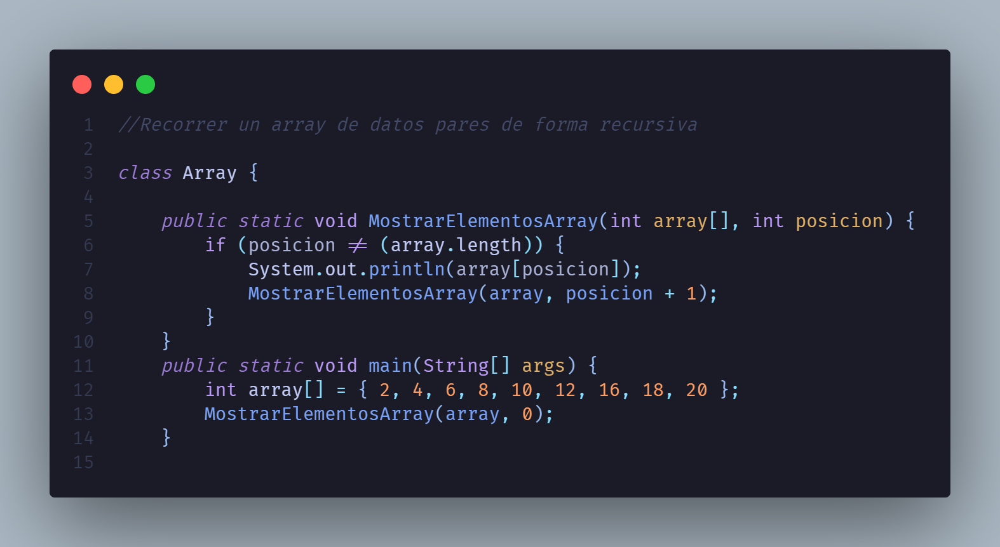 1 //Recorrer un array de datos pares de forma recursiva
2
3 class Array {
4
5     public static void MostrarElementosArray(int array[], int posicion) {
6         if (posicion != (array.length)) {
7             System.out.println(array[posicion]);
8             MostrarElementosArray(array, posicion + 1);
9         }
10     }
11     public static void main(String[] args) {
12         int array[] = { 2, 4, 6, 8, 10, 12, 16, 18, 20 };
13         MostrarElementosArray(array, 0);
14     }
15